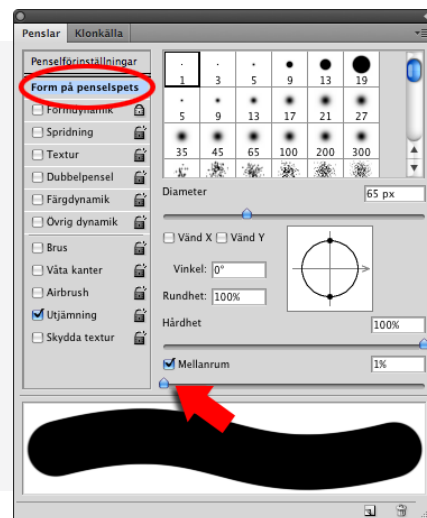 Penslar Klonkälla
Penselförinställningar
Form på penselspets
Formdynamik
Spridning
Textur
Dubbelpensel
Färgdynamik
Övrig dynamik
Brus
Våta kanter
Airbrush
Utjämning
Skydda textur
1 3 5 9 13 19
5 9 13 17 21 27
35 45 65 100 200 300
Diameter 65 px
Vänd X Vänd Y
Vinkel: 0°
Rundhet: 100%
Hårdhet 100%
Mellanrum 1%